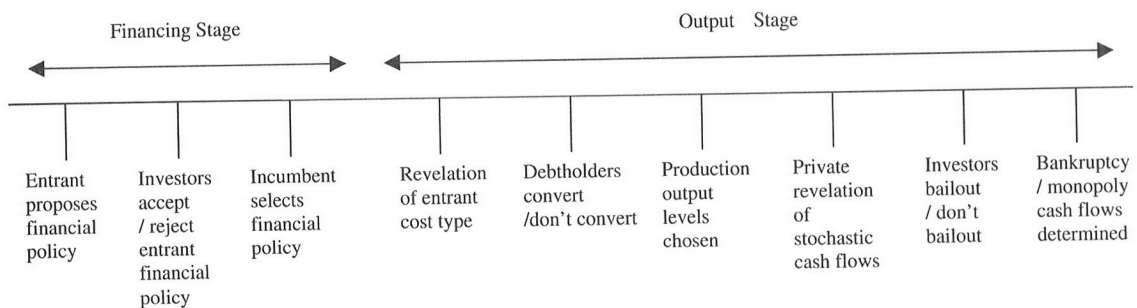 Financing Stage
Output Stage
Entrant
proposes
financial
policy
Investors
accept
/ reject
entrant
financial
policy
Incumbent
selects
financial
policy
Revelation
of entrant
cost type
Debtholders
convert
/don't convert
Production
output
levels
chosen
Private
revelation
of
stochastic
cash flows
Investors
bailout
/ don't
bailout
Bankruptcy
/ monopoly
cash flows
determined